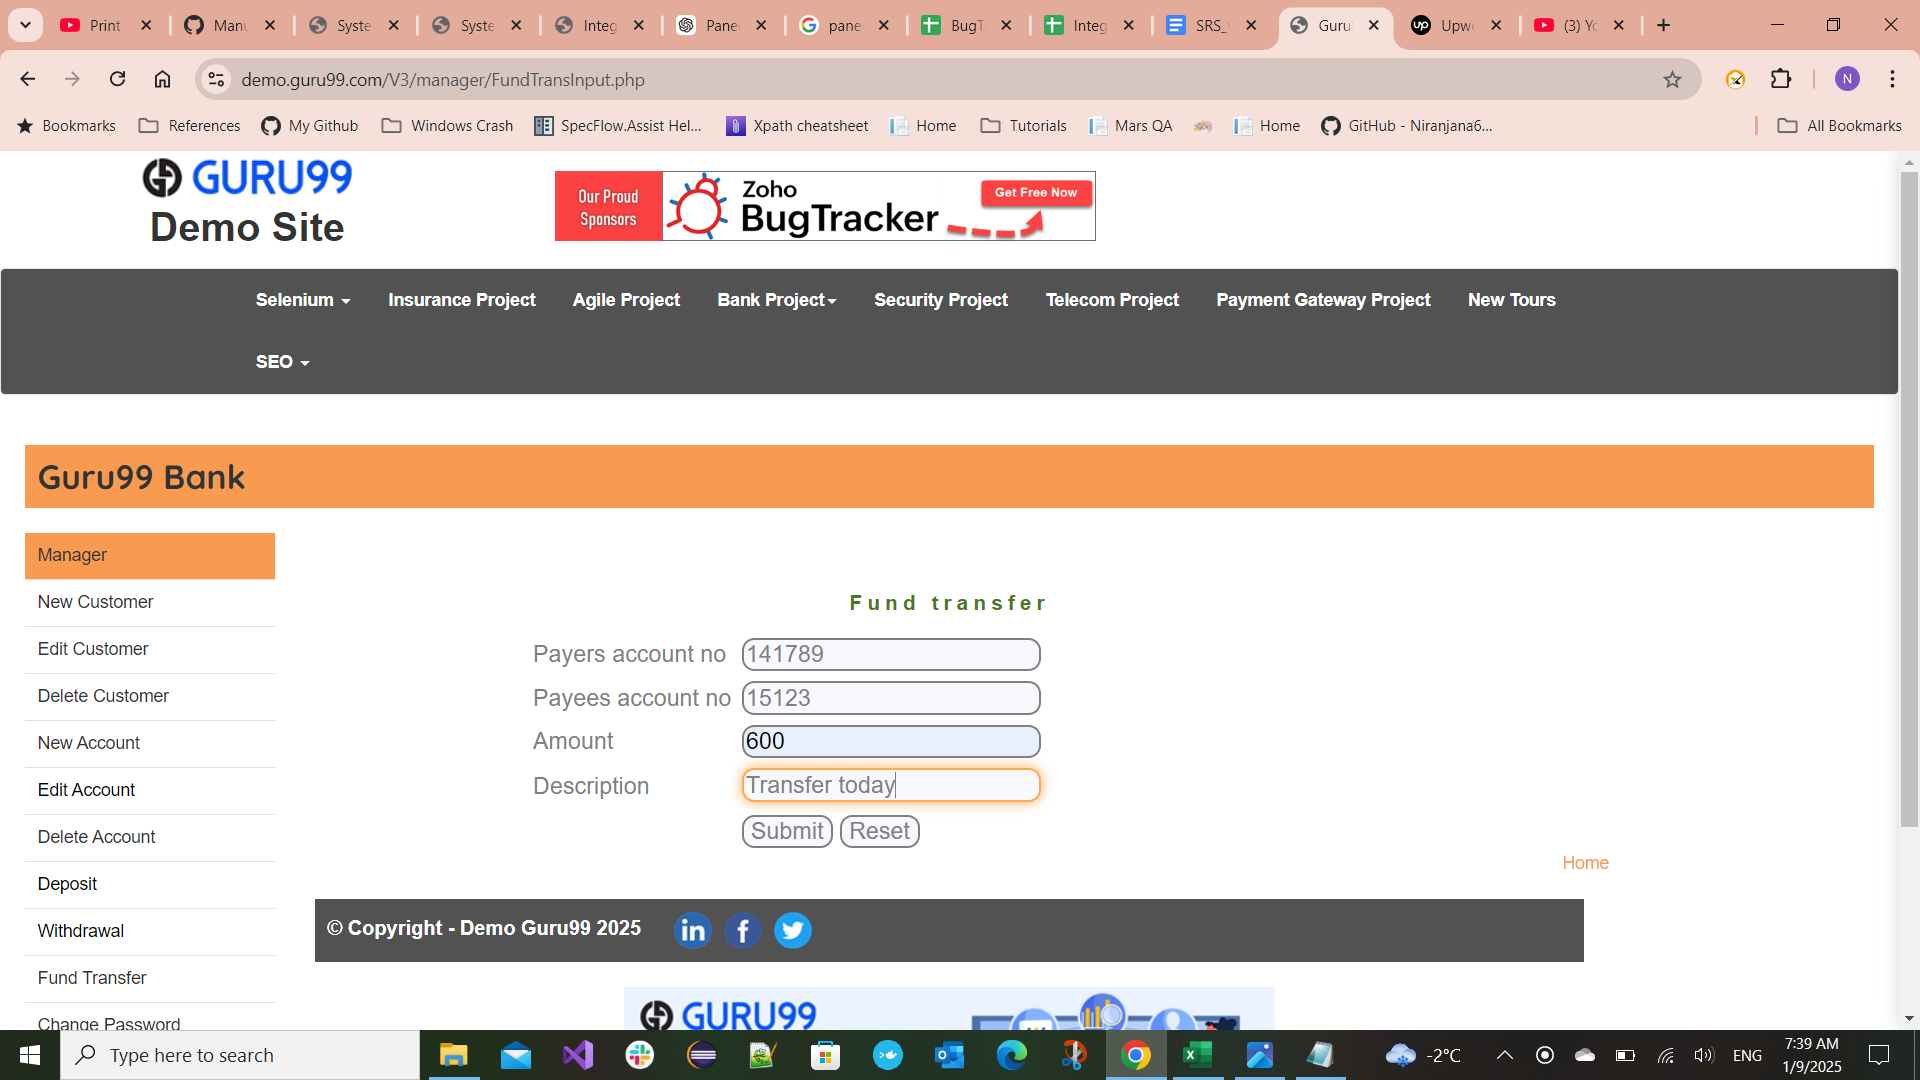 Print
Manu
Syste
Syste
Integ
Pane
pane
BugT
Integ
SRS_
Guru
Upwo
(3) Yo
demo.guru99.com/V3/manager/FundTransInput.php
N
Bookmarks
References
My Github
Windows Crash
SpecFlow.Assist Hel...
Xpath cheatsheet
Home
Tutorials
Mars QA
Home
GitHub - Niranjana6...
All Bookmarks
GURU99
Demo Site
Our Proud
Sponsors
Zoho
BugTracker
Get Free Now
Selenium
Insurance Project
Agile Project
Bank Project
Security Project
Telecom Project
Payment Gateway Project
New Tours
SEO
Guru99 Bank
Manager
New Customer
Edit Customer
Delete Customer
New Account
Edit Account
Delete Account
Deposit
Withdrawal
Fund Transfer
Change Password
Fund transfer
Payers account no 141789
Payees account no 15123
Amount 600
Description Transfer today
Submit Reset
Home
© Copyright - Demo Guru99 2025
GURU99
Type here to search
-2°C
ENG
7:39 AM
1/9/2025